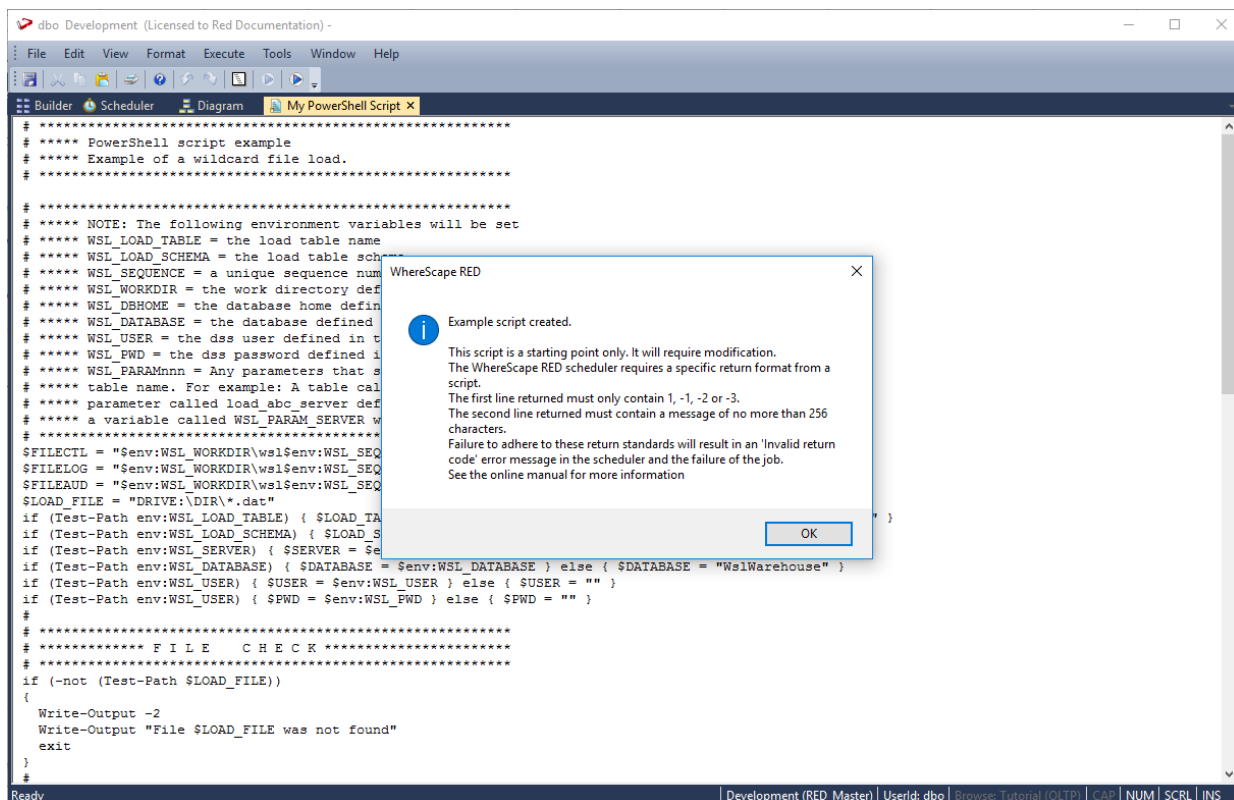 dbo Development (Licensed to Red Documentation) -
File Edit View Format Execute Tools Window Help
Builder Scheduler Diagram My PowerShell Script
# **********************************************************
# ***** PowerShell script example
# ***** Example of a wildcard file load.
# **********************************************************
# **********************************************************
# ***** NOTE: The following environment variables will be set
# ***** WSL_LOAD_TABLE = the load table name
# ***** WSL_LOAD_SCHEMA = the load table schema
# ***** WSL_SEQUENCE = a unique sequence num
# ***** WSL_WORKDIR = the work directory def
# ***** WSL_DBHOME = the database home defin
# ***** WSL_DATABASE = the database defined
# ***** WSL_USER = the dss user defined in t
# ***** WSL_PWD = the dss password defined i
# ***** WSL_PARAMnnn = Any parameters that s
# ***** table name. For example: A table cal
# ***** parameter called load_abc_server def
# ***** a variable called WSL_PARAM_SERVER w
# ******************************************
$FILECTL = "$env:WSL_WORKDIR\wsl$env:WSL_SEQ
$FILELOG = "$env:WSL_WORKDIR\wsl$env:WSL_SEQ
$FILEAUD = "$env:WSL_WORKDIR\wsl$env:WSL_SEQ
$LOAD_FILE = "DRIVE:\DIR\*.dat"
if (Test-Path env:WSL_LOAD_TABLE) { $LOAD_TA " }
if (Test-Path env:WSL_LOAD_SCHEMA) { $LOAD_S
if (Test-Path env:WSL_SERVER) { $SERVER = $e
if (Test-Path env:WSL_DATABASE) { $DATABASE = $env:WSL_DATABASE } else { $DATABASE = "WslWarehouse" }
if (Test-Path env:WSL_USER) { $USER = $env:WSL_USER } else { $USER = "" }
if (Test-Path env:WSL_USER) { $PWD = $env:WSL_PWD } else { $PWD = "" }
#
# **********************************************************
# ************* F I L E C H E C K ***********************
# **********************************************************
if (-not (Test-Path $LOAD_FILE))
{
Write-Output -2
Write-Output "File $LOAD_FILE was not found"
exit
}
#
WhereScape RED
Example script created.
This script is a starting point only. It will require modification.
The WhereScape RED scheduler requires a specific return format from a
script.
The first line returned must only contain 1, -1, -2 or -3.
The second line returned must contain a message of no more than 256
characters.
Failure to adhere to these return standards will result in an 'Invalid return
code' error message in the scheduler and the failure of the job.
See the online manual for more information
OK
Ready Development (RED_Master) UserId: dbo Browse: Tutorial (OLTP) CAP NUM SCRL INS